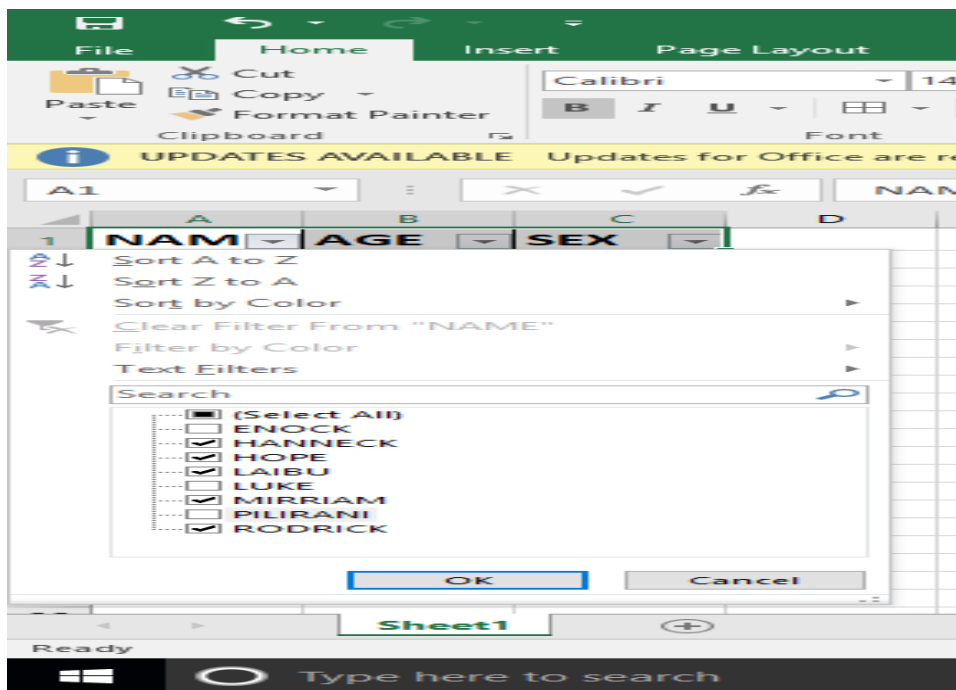 File Home Insert Page Layout
Cut
Calibri 14
Copy
Paste
Format Painter
B I U
Clipboard Font
i UPDATES AVAILABLE Updates for Office are
A1 fx
A B C D
1 NAM AGE SEX
Sort A to Z
Sort Z to A
Sort by Color
Clear Filter From "NAME"
Filter by Color
Text Filters
Search
(Select All)
ENOCK
HANNECK
HOPE
LAIBU
LUKE
MIRRIAM
PILIRANI
RODRICK
OK Cancel
Sheet1
Ready
Type here to search